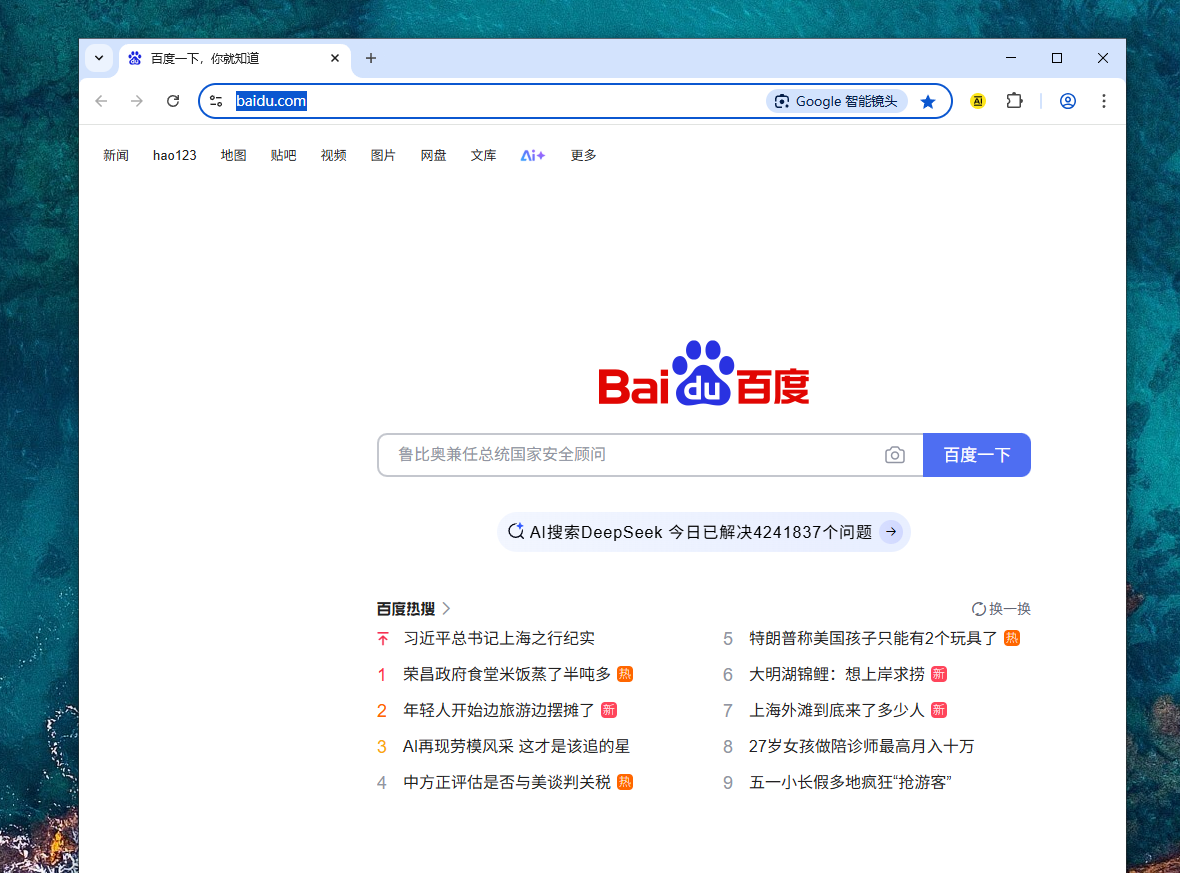 百度一下，你就知道
baidu.com
Google 智能镜头
AI
新闻 hao123 地图 贴吧 视频 图片 网盘 文库 Ai+ 更多
Bai du 百度
鲁比奥兼任总统国家安全顾问
百度一下
AI搜索DeepSeek 今日已解决4241837个问题
百度热搜
换一换
习近平总书记上海之行纪实
1 荣昌政府食堂米饭蒸了半吨多 热
2 年轻人开始边旅游边摆摊了 新
3 AI再现劳模风采 这才是该追的星
4 中方正评估是否与美谈判关税 热
5 特朗普称美国孩子只能有2个玩具了 热
6 大明湖锦鲤：想上岸求捞 新
7 上海外滩到底来了多少人 新
8 27岁女孩做陪诊师最高月入十万
9 五一小长假多地疯狂“抢游客”